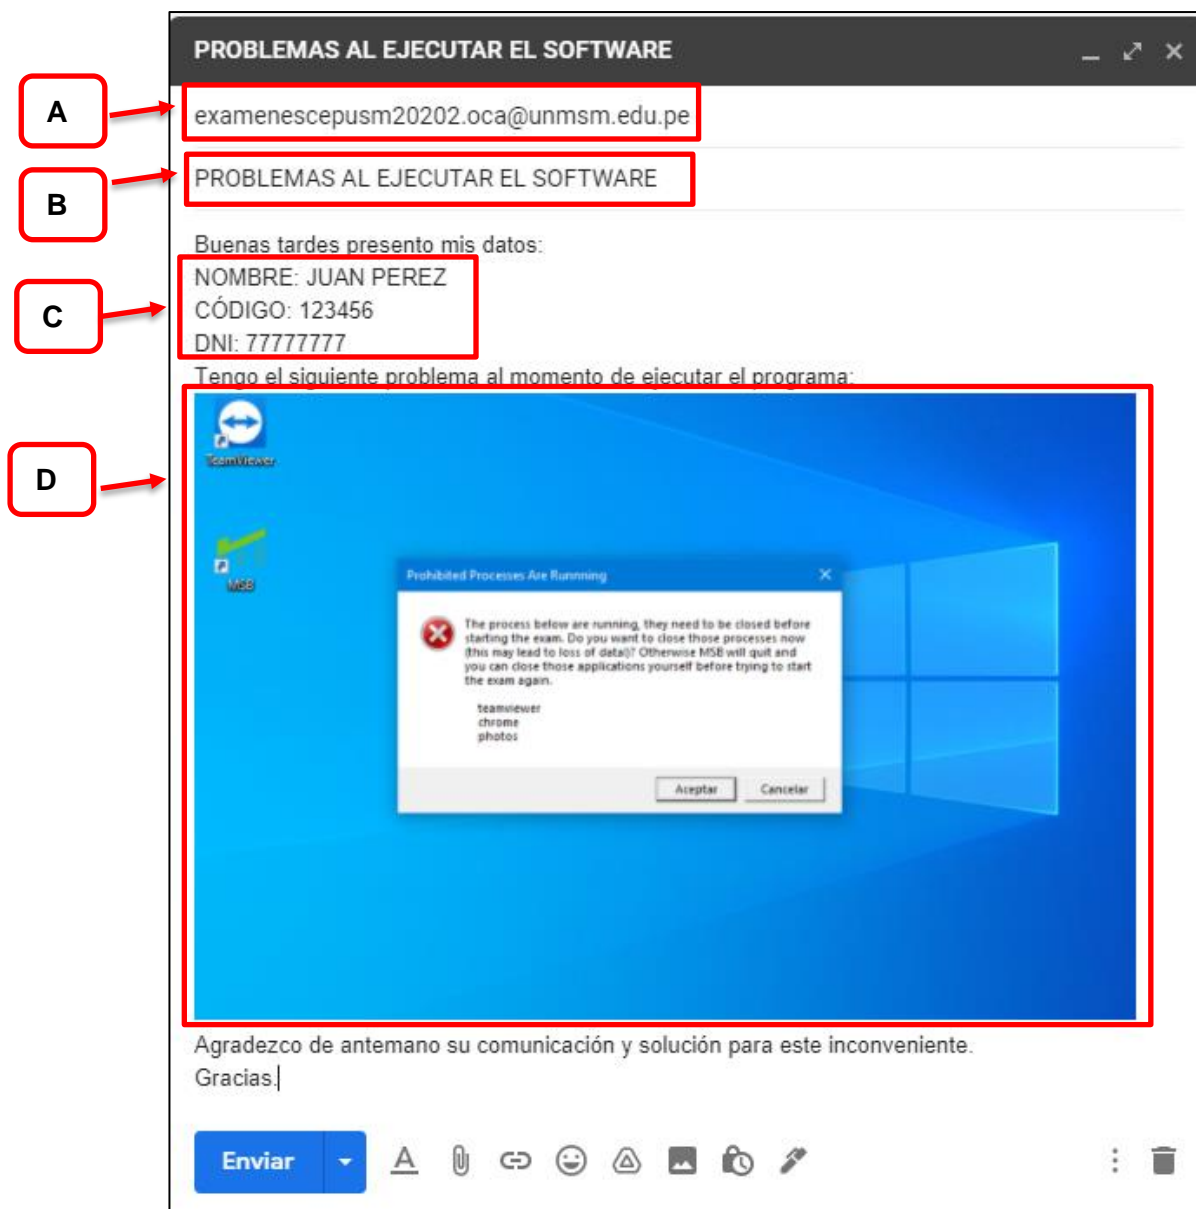 PROBLEMAS AL EJECUTAR EL SOFTWARE
A
examenescepusm20202.oca@unmsm.edu.pe
B
PROBLEMAS AL EJECUTAR EL SOFTWARE
Buenas tardes presento mis datos:
C
NOMBRE: JUAN PEREZ
CÓDIGO: 123456
DNI: 77777777
Tengo el siguiente problema al momento de ejecutar el programa:
D
TeamViewer
MSB
Prohibited Processes Are Runnning
The process below are running, they need to be closed before
starting the exam. Do you want to close those processes now
(this may lead to loss of data)? Otherwise MSB will quit and
you can close those applications yourself before trying to start
the exam again.
teamviewer
chrome
photos
Aceptar Cancelar
Agradezco de antemano su comunicación y solución para este inconveniente.
Gracias.
Enviar